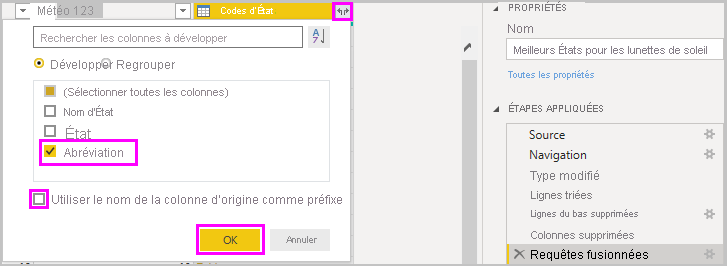 Météo 123
Codes d'État
Rechercher les colonnes à développer
A
Z
Développer Regrouper
(Sélectionner toutes les colonnes)
Nom d'État
État
Abréviation
Utiliser le nom de la colonne d'origine comme préfixe
OK
Annuler
PROPRIÉTÉS
Nom
Meilleurs États pour les lunettes de soleil
Toutes les propriétés
ÉTAPES APPLIQUÉES
Source
Navigation
Type modifié
Lignes triées
Lignes du bas supprimées
Colonnes supprimées
Requêtes fusionnées